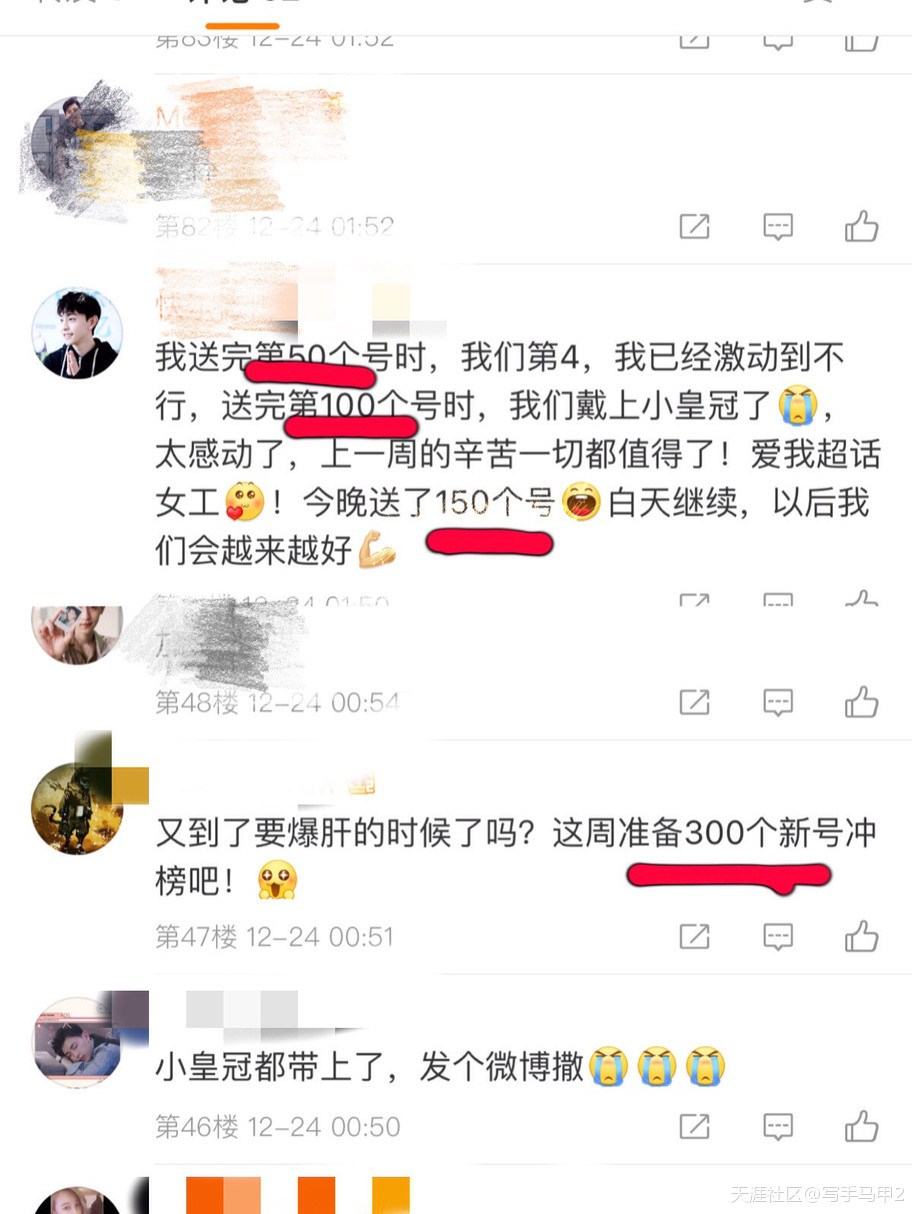 第83楼 12-24 01:52
第82楼 12-24 01:52
我送完第50个号时，我们第4，我已经激动到不
行，送完第100个号时，我们戴上小皇冠了😭，
太感动了，上一周的辛苦一切都值得了！爱我超话
女工🥰！今晚送了150个号😆白天继续，以后我
们会越来越好💪
第48楼 12-24 00:54
又到了要爆肝的时候了吗？这周准备300个新号冲
榜吧！🤩
第47楼 12-24 00:51
小皇冠都带上了，发个微博撒😭😭😭
第46楼 12-24 00:50
天涯社区@写手马甲2